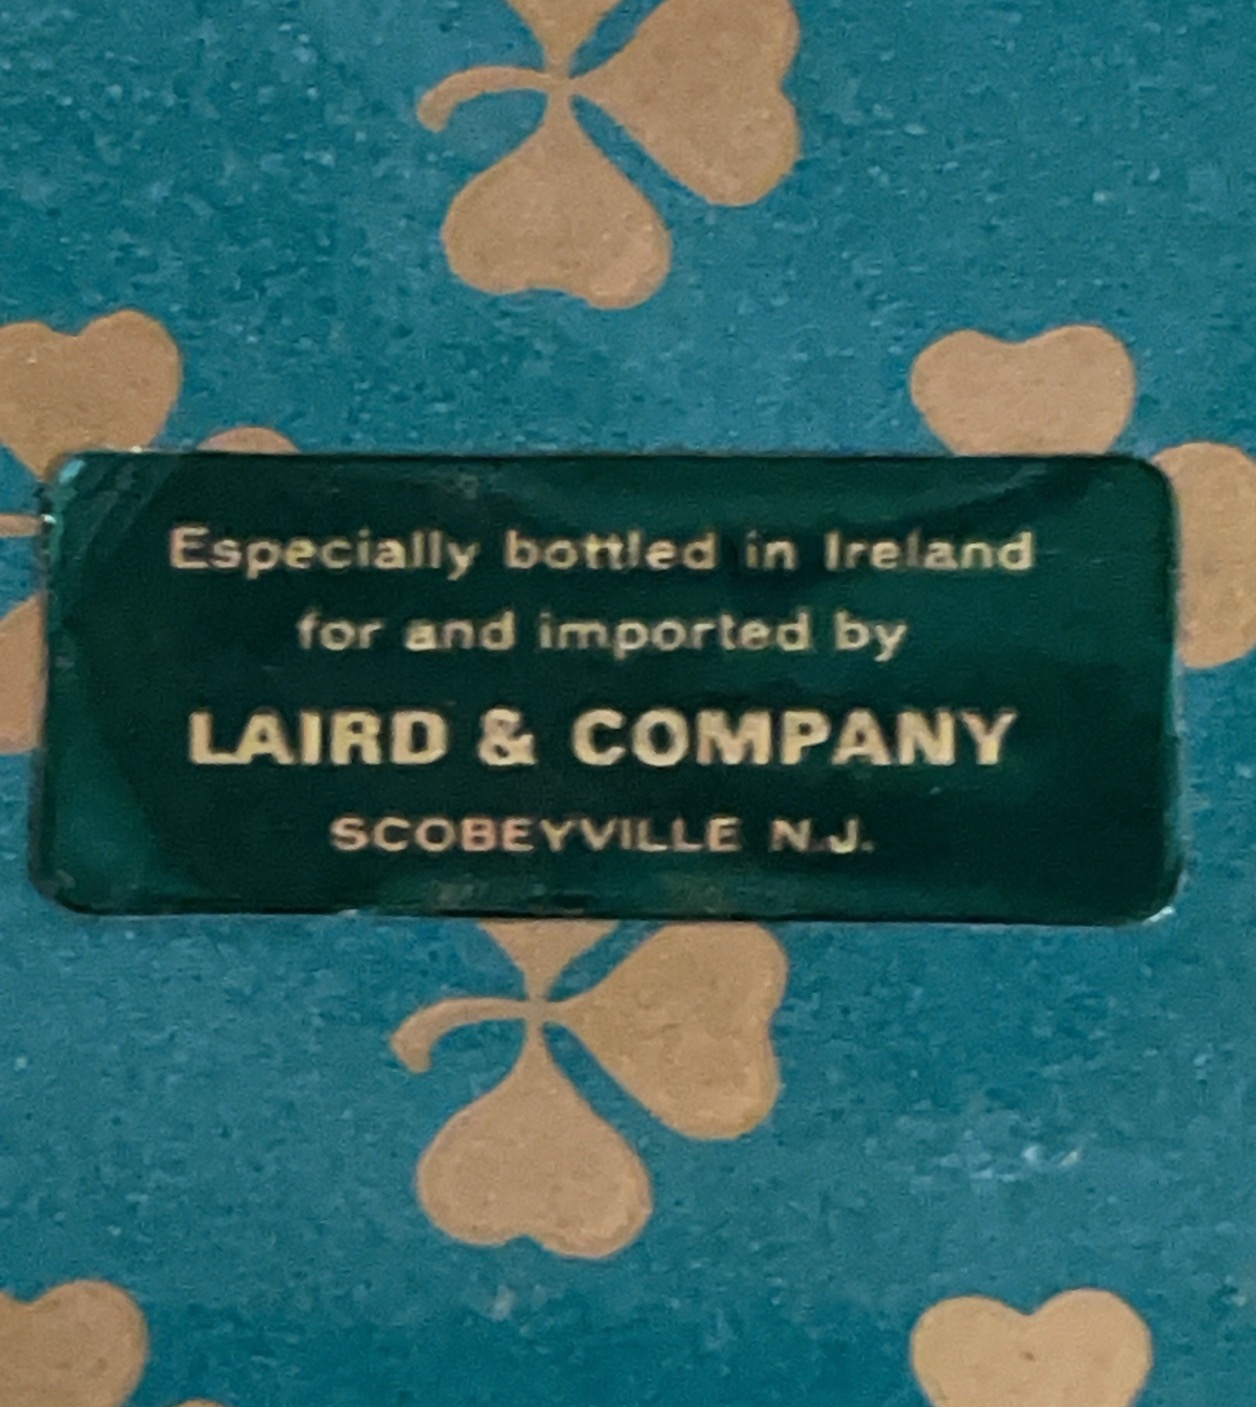 Especially bottled in Ireland
for and imported by
LAIRD & COMPANY
SCOBEYVILLE N.J.